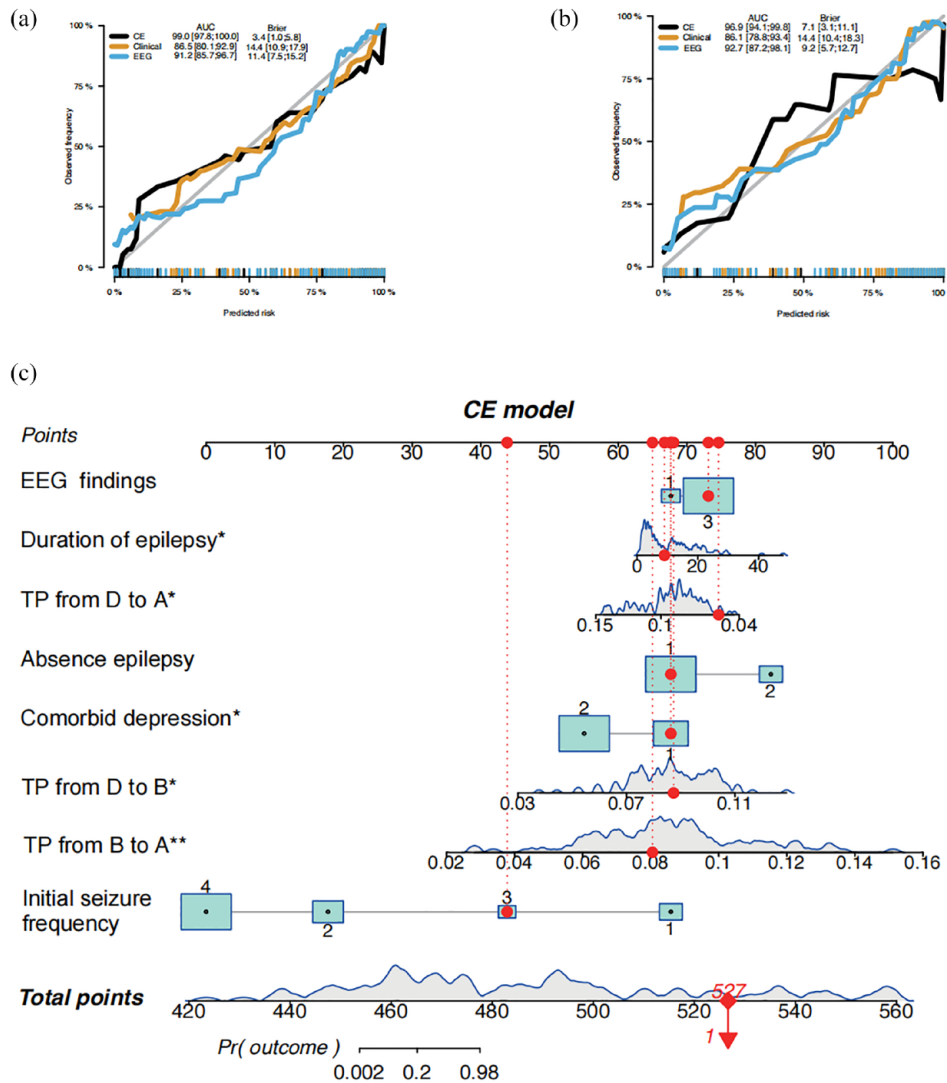 (a)
AUC Brier
CE 99.0 [97.8;100.0] 3.4 [1.0;5.8]
Clinical 86.5 [80.1;92.9] 14.4 [10.9;17.9]
EEG 91.2 [85.7;96.7] 11.4 [7.5;15.2]
Observed frequency
100 %
75 %
50 %
25 %
0 %
0 % 25 % 50 % 75 % 100 %
Predicted risk
(b)
AUC Brier
CE 96.9 [94.1;99.8] 7.1 [3.1;11.1]
Clinical 86.1 [78.8;93.4] 14.4 [10.4;18.3]
EEG 92.7 [87.2;98.1] 9.2 [5.7;12.7]
Observed frequency
100 %
75 %
50 %
25 %
0 %
0 % 25 % 50 % 75 % 100 %
Predicted risk
(c)
CE model
Points
0 10 20 30 40 50 60 70 80 90 100
EEG findings
1
3
Duration of epilepsy*
0 20 40
TP from D to A*
0.15 0.1 0.04
Absence epilepsy
1
2
Comorbid depression*
2
1
TP from D to B*
0.03 0.07 0.11
TP from B to A**
0.02 0.04 0.06 0.08 0.1 0.12 0.14 0.16
Initial seizure
frequency
4
2
3
1
Total points
527
420 440 460 480 500 520 540 560
1
Pr( outcome )
0.002 0.2 0.98